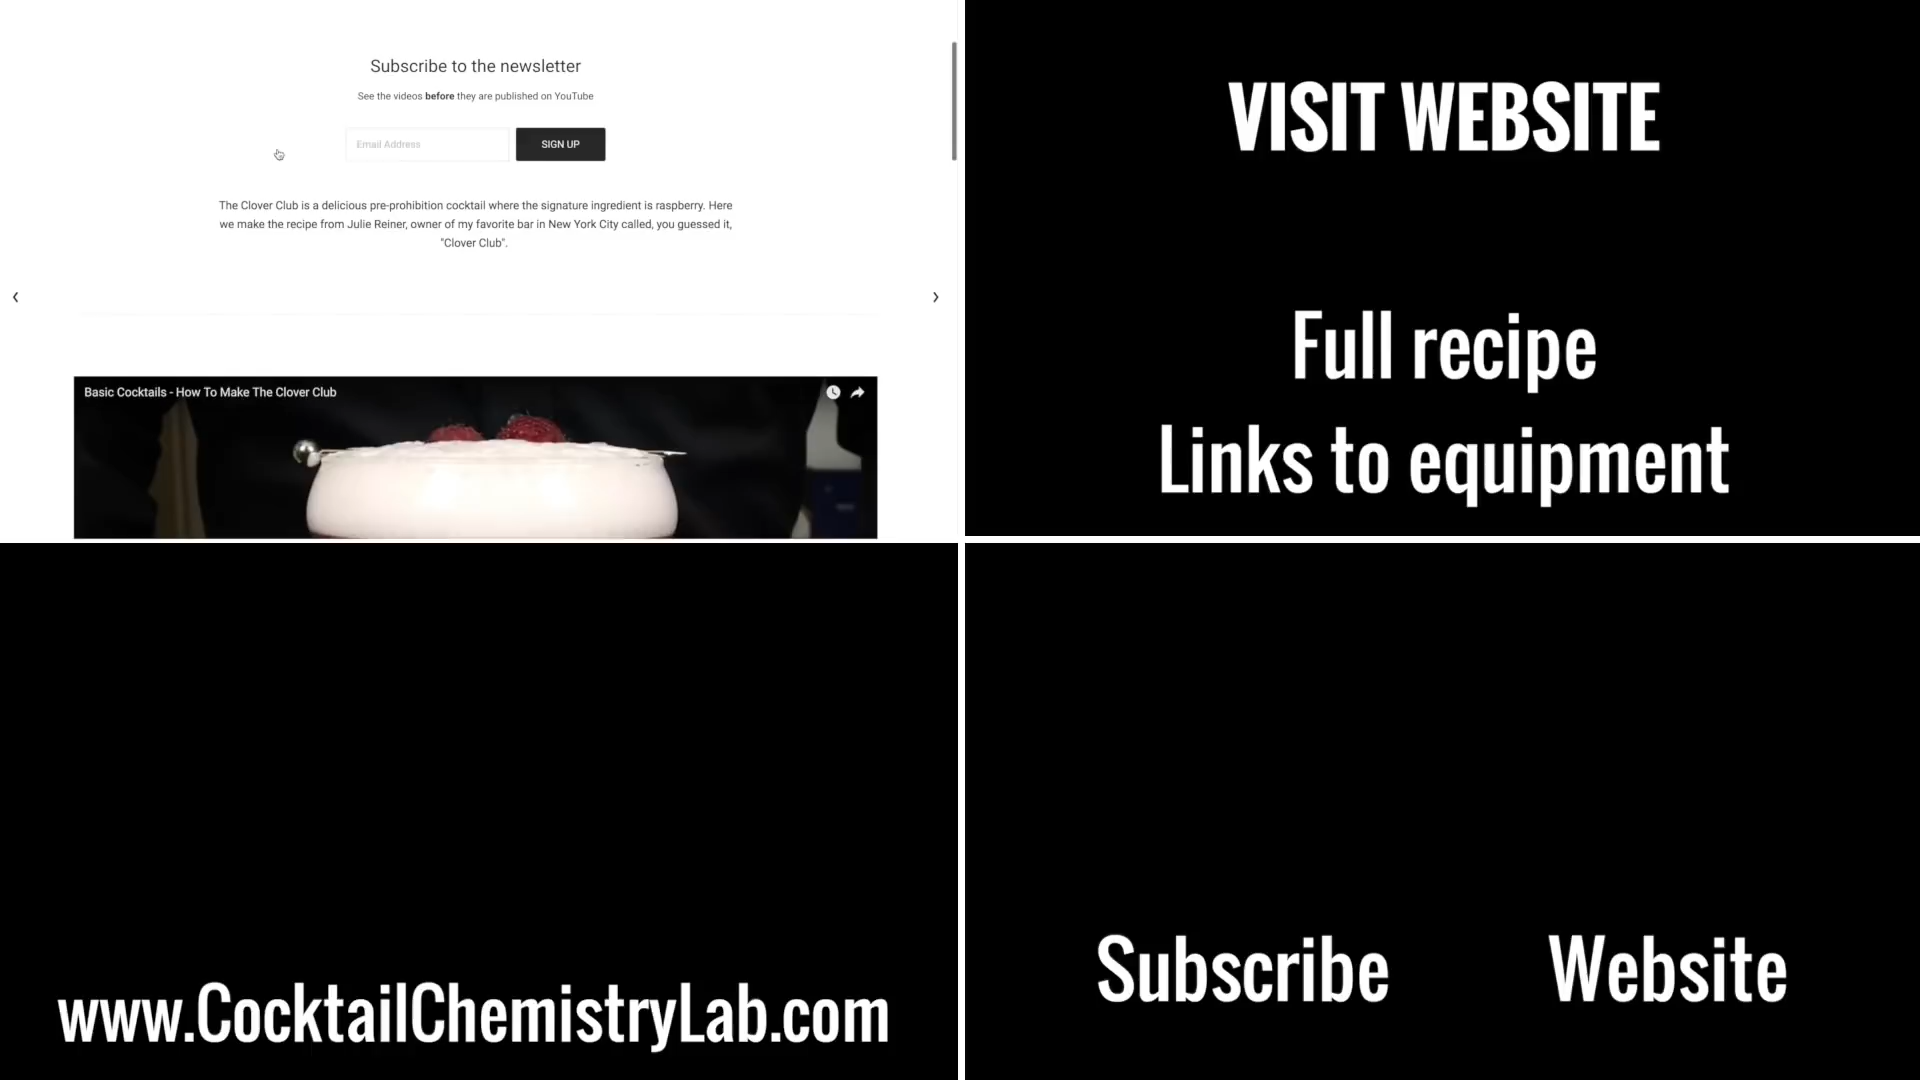 Subscribe to the newsletter
See the videos before they are published on YouTube
Email Address
SIGN UP
The Clover Club is a delicious pre-prohibition cocktail where the signature ingredient is raspberry. Here
we make the recipe from Julie Reiner, owner of my favorite bar in New York City called, you guessed it,
"Clover Club".
Basic Cocktails - How To Make The Clover Club
VISIT WEBSITE
Full recipe
Links to equipment
www.CocktailChemistryLab.com
Subscribe
Website